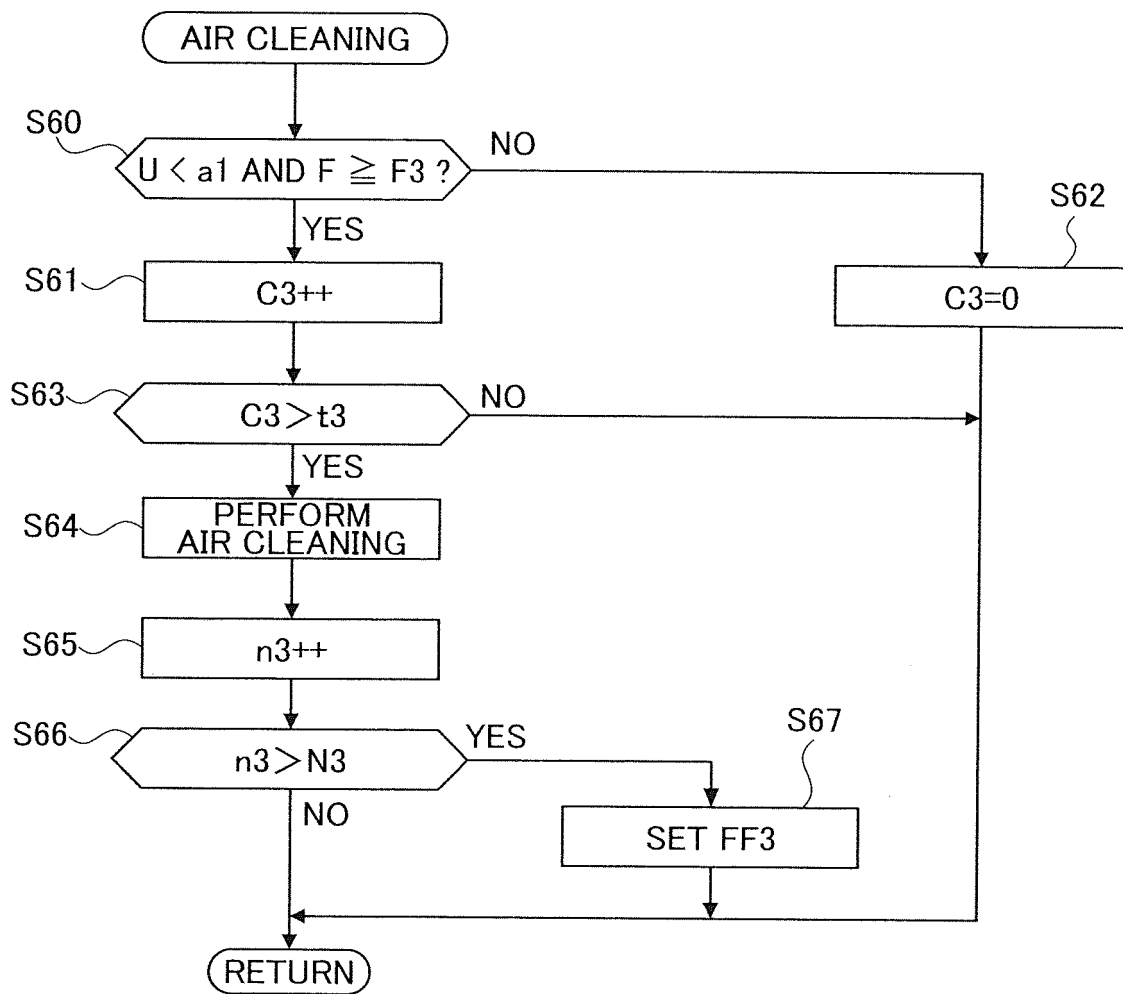 AIR CLEANING
S60
U < a1 AND F ≧ F3 ?
NO
YES
S62
S61
C3++
C3=0
S63
C3>t3
NO
YES
S64
PERFORM
AIR CLEANING
S65
n3++
S66
n3>N3
YES
S67
NO
SET FF3
RETURN